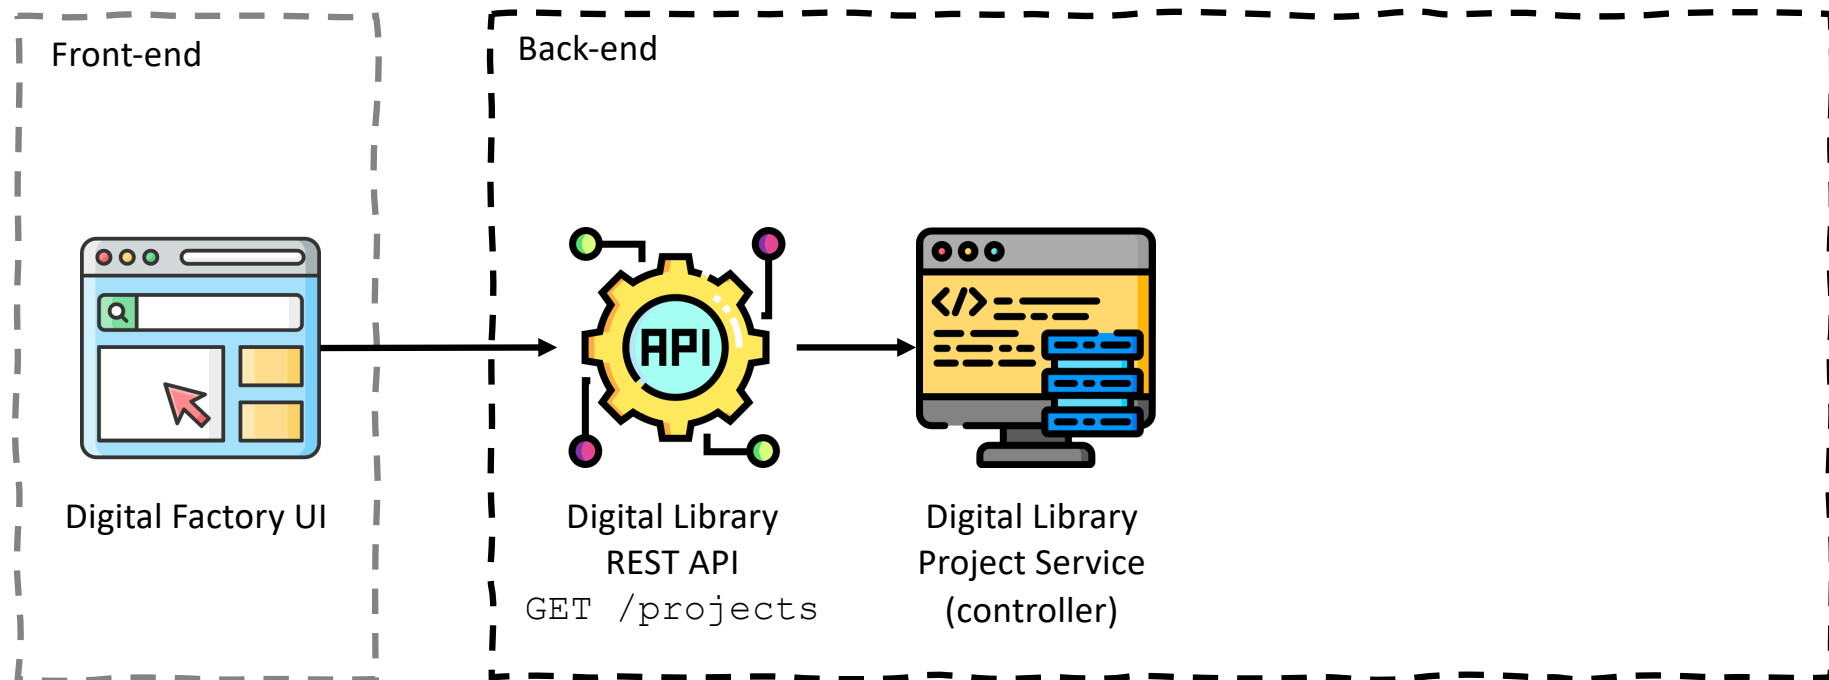 Front-end
Back-end
</>
API
Digital Factory UI
Digital Library
REST API
GET /projects
Digital Library
Project Service
(controller)